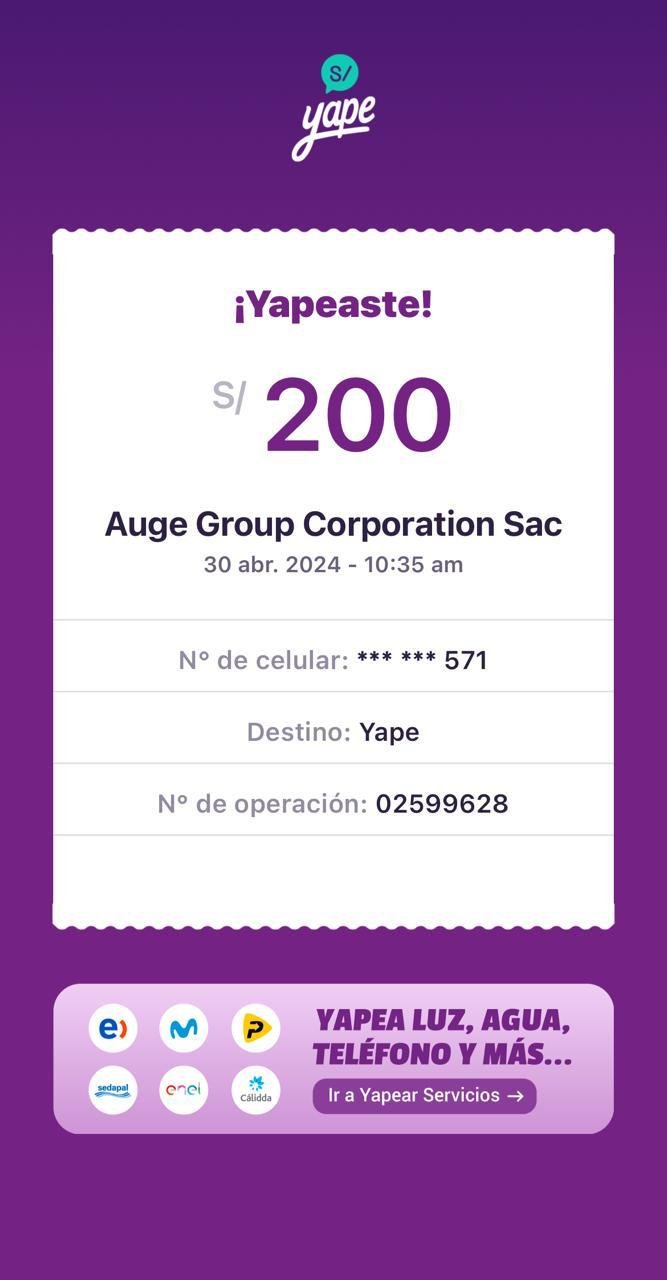 S/
yape
¡Yapeaste!
S/ 200
Auge Group Corporation Sac
30 abr. 2024 - 10:35 am
N° de celular: *** *** 571
Destino: Yape
N° de operación: 02599628
YAPEA LUZ, AGUA,
TELÉFONO Y MÁS...
e) P
sedapal enel Cálidda
Ir a Yapear Servicios →